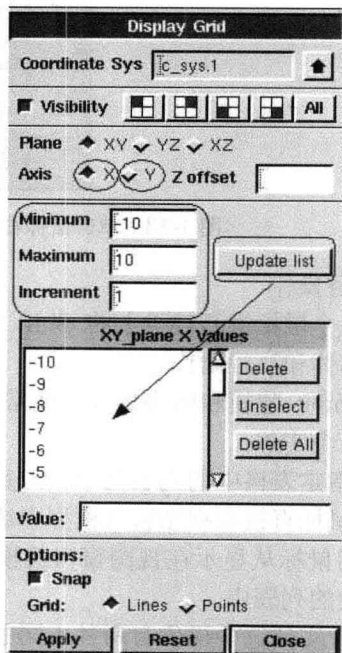 Display Grid
Coordinate Sys c_sys.1
Visibility All
Plane XY YZ XZ
Axis X Y Z offset
Minimum -10
Maximum 10
Increment 1
Update list
XY_plane X Values
-10
-9
-8
-7
-6
-5
Delete
Unselect
Delete All
Value:
Options:
Snap
Grid: Lines Points
Apply Reset Close